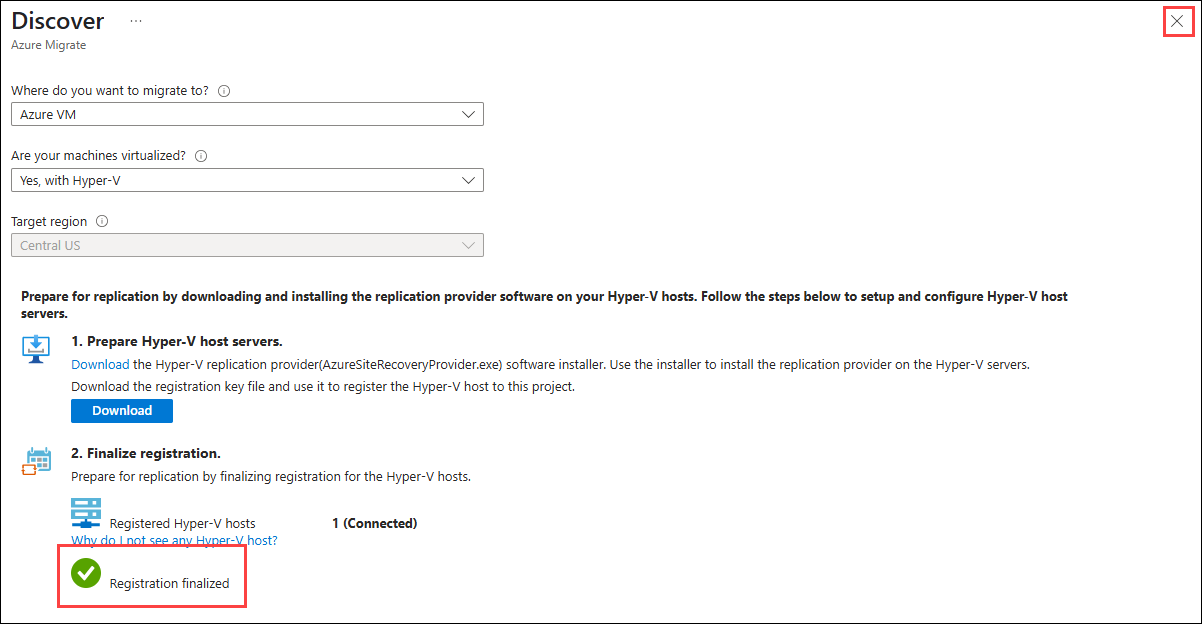 Discover ...
Azure Migrate
Where do you want to migrate to?
Azure VM
Are your machines virtualized?
Yes, with Hyper-V
Target region
Central US
Prepare for replication by downloading and installing the replication provider software on your Hyper-V hosts. Follow the steps below to setup and configure Hyper-V host
servers.
1. Prepare Hyper-V host servers.
Download the Hyper-V replication provider(AzureSiteRecoveryProvider.exe) software installer. Use the installer to install the replication provider on the Hyper-V servers.
Download the registration key file and use it to register the Hyper-V host to this project.
Download
2. Finalize registration.
Prepare for replication by finalizing registration for the Hyper-V hosts.
Registered Hyper-V hosts 1 (Connected)
Why do I not see any Hyper-V host?
Registration finalized